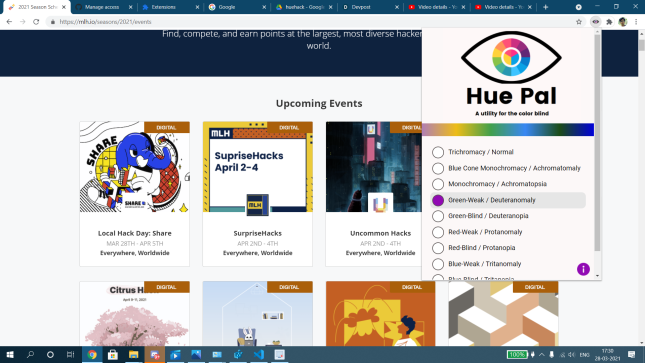 2021 Season Sch
Manage access
Extensions
Google
hushack - Google
Devpost
Video details - Yo
Video details - Yo
https://mlh.io/seasons/2021/events
Find, compete, and earn points at the largest, most diverse hacker
world.
Hue Pal
A utility for the color blind
Trichromacy / Normal
Blue Cone Monochromacy / Achromatomaly
Monochromacy / Achromatopsia
Green-Weak / Deuteranomaly
Green-Blind / Deuteranopia
Red-Weak / Protanomaly
Red-Blind / Protanopia
Blue-Weak / Tritanomaly
Blue-Blind / Tritanopia
Upcoming Events
DIGITAL
SHARE
SHARE
Local Hack Day: Share
MAR 28TH - APR 5TH
Everywhere, Worldwide
DIGITAL
MLH
SupriseHacks
April 2-4
MLH
SurpriseHacks
APR 2ND - 4TH
Everywhere, Worldwide
Uncommon Hacks
APR 2ND - 4TH
Everywhere, Worldwide
DIGITAL
Citrus H
April 9-11, 2021
DIGITAL
DIGITAL
DIGITAL
100%
ENG
17:30
28-03-2021